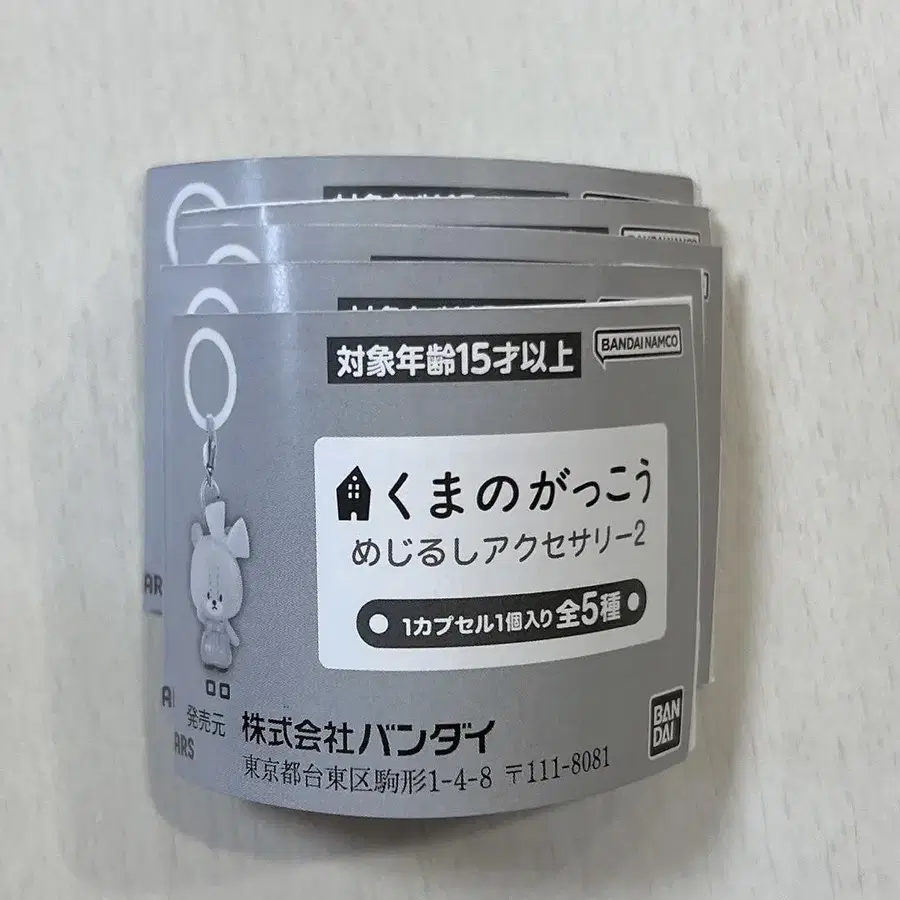 対象年齢15才以上
BANDAI NAMCO
くまのがっこう
めじるしアクセサリー2
1カプセル1個入り 全5種
ロロ
発売元 株式会社バンダイ
東京都台東区駒形1-4-8 〒111-8081
BAN
DAI
BANDAI NAMCO
ARS